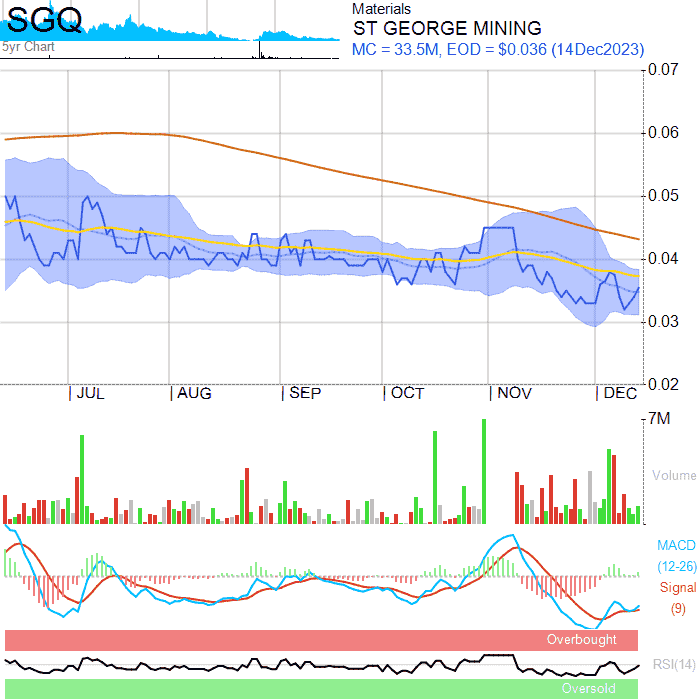 SGQ
5yr Chart
Materials
ST GEORGE MINING
MC = 33.5M, EOD = $0.036 (14Dec2023)
0.07
0.06
0.05
0.04
0.03
0.02
JUL AUG SEP OCT NOV DEC
7M
Volume
MACD
(12-26)
Signal
(9)
Overbought
RSI(14)
Oversold